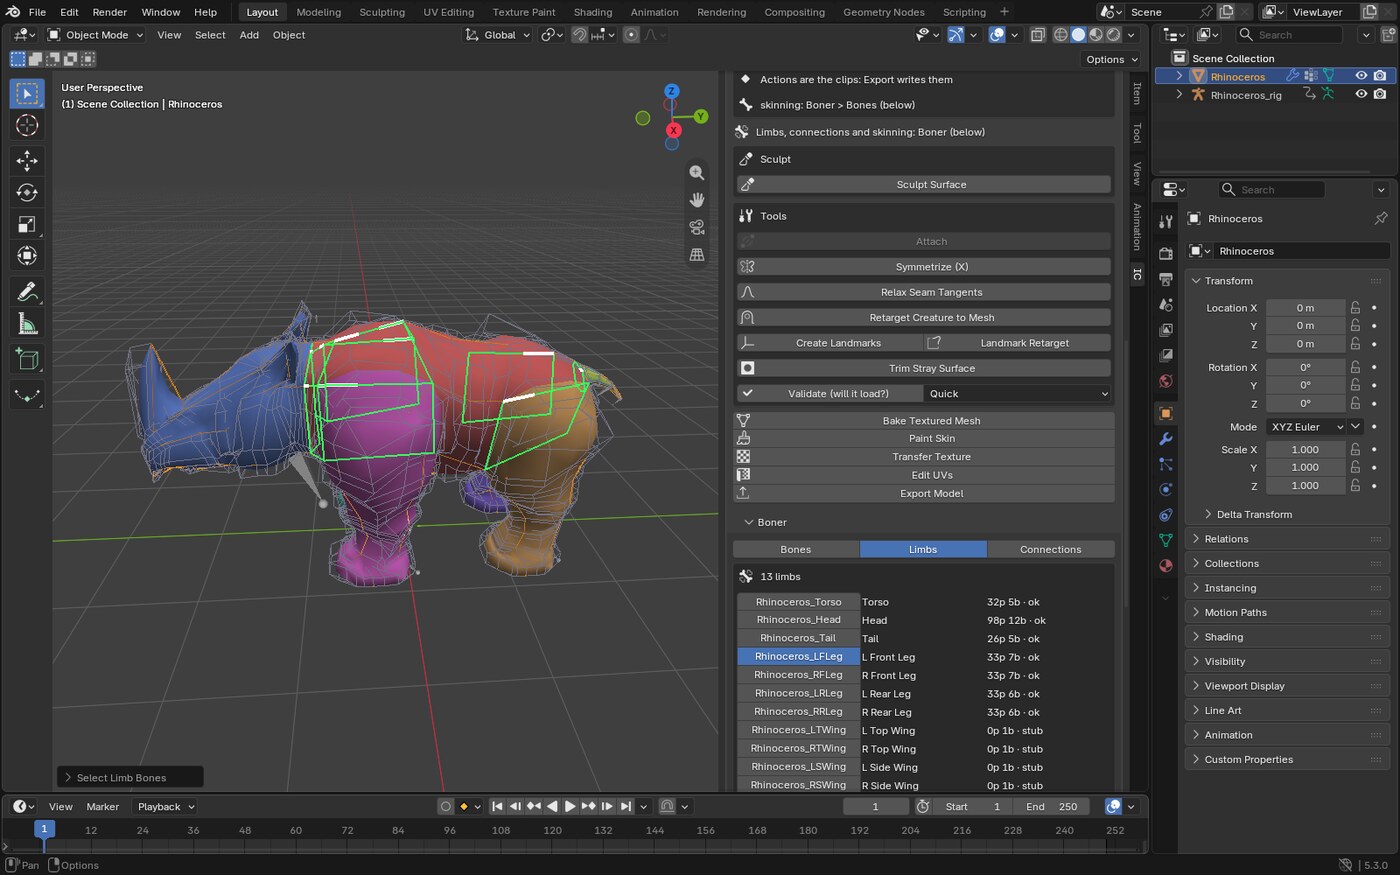 File Edit Render Window Help Layout Modeling Sculpting UV Editing Texture Paint Shading Animation Rendering Compositing Geometry Nodes Scripting Scene ViewLayer
Object Mode View Select Add Object Global Search
Options
User Perspective
(1) Scene Collection | Rhinoceros
Z
Y
X
Actions are the clips: Export writes them
skinning: Boner > Bones (below)
Limbs, connections and skinning: Boner (below)
Sculpt
Sculpt Surface
Tools
Attach
Symmetrize (X)
Relax Seam Tangents
Retarget Creature to Mesh
Create Landmarks Landmark Retarget
Trim Stray Surface
Validate (will it load?) Quick
Bake Textured Mesh
Paint Skin
Transfer Texture
Edit UVs
Export Model
Boner
Bones Limbs Connections
13 limbs
Rhinoceros_Torso Torso 32p 5b · ok
Rhinoceros_Head Head 98p 12b · ok
Rhinoceros_Tail Tail 26p 5b · ok
Rhinoceros_LFLeg L Front Leg 33p 7b · ok
Rhinoceros_RFLeg R Front Leg 33p 7b · ok
Rhinoceros_LRLeg L Rear Leg 33p 6b · ok
Rhinoceros_RRLeg R Rear Leg 33p 6b · ok
Rhinoceros_LTWing L Top Wing 0p 1b · stub
Rhinoceros_RTWing R Top Wing 0p 1b · stub
Rhinoceros_LSWing L Side Wing 0p 1b · stub
Rhinoceros_RSWing R Side Wing 0p 1b · stub
Item
Tool
View
Animation
IC
Select Limb Bones
Scene Collection
Rhinoceros
Rhinoceros_rig
Search
Rhinoceros
Rhinoceros
Transform
Location X 0 m
Y 0 m
Z 0 m
Rotation X 0°
Y 0°
Z 0°
Mode XYZ Euler
Scale X 1.000
Y 1.000
Z 1.000
Delta Transform
Relations
Collections
Instancing
Motion Paths
Shading
Visibility
Viewport Display
Line Art
Animation
Custom Properties
View Marker Playback 1 Start 1 End 250
1 12 24 36 48 60 72 84 96 108 120 132 144 156 168 180 192 204 216 228 240 252
Pan Options 5.3.0